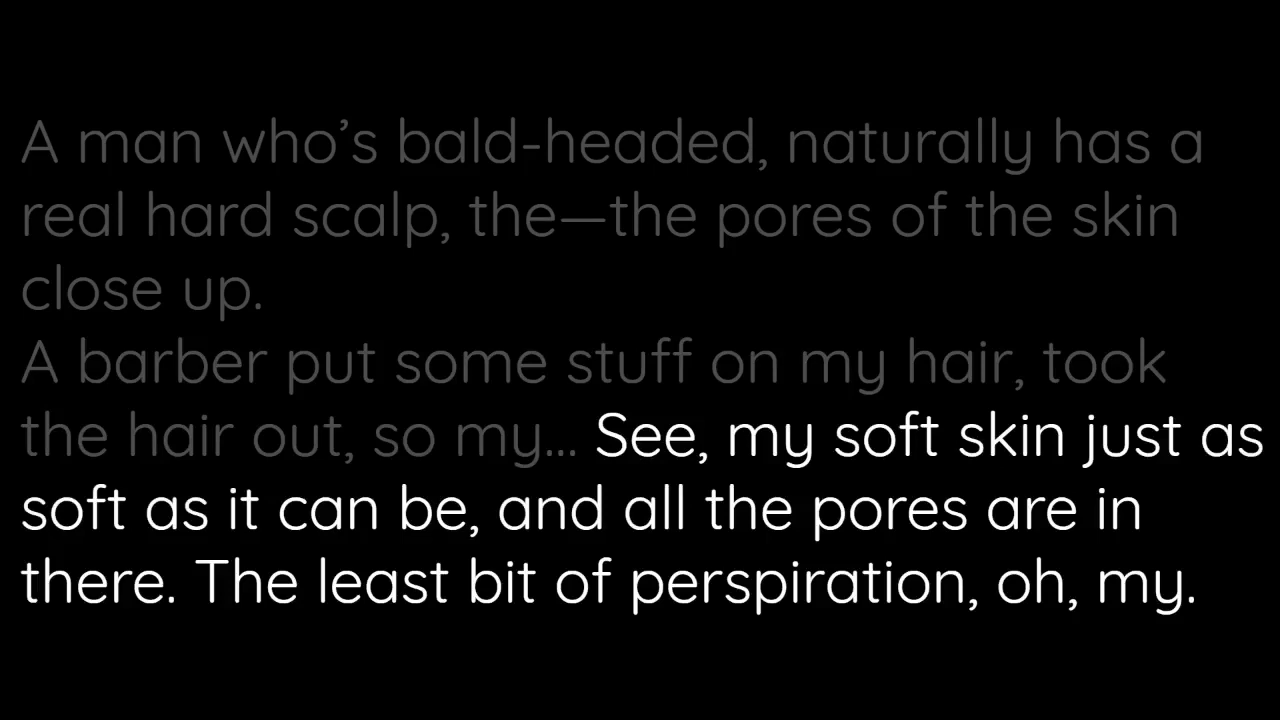 A man who’s bald-headed, naturally has a
real hard scalp, the—the pores of the skin
close up.
A barber put some stuff on my hair, took
the hair out, so my... See, my soft skin just as
soft as it can be, and all the pores are in
there. The least bit of perspiration, oh, my.